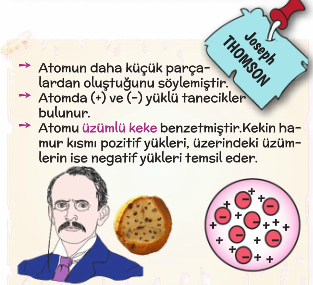 Joseph
THOMSON
→ Atomun daha küçük parça-
lardan oluştuğunu söylemiştir.
→ Atomda (+) ve (-) yüklü tanecikler
bulunur.
→ Atomu üzümlü keke benzetmiştir.Kekin ha-
mur kısmı pozitif yükleri, üzerindeki üzüm-
lerin ise negatif yükleri temsil eder.